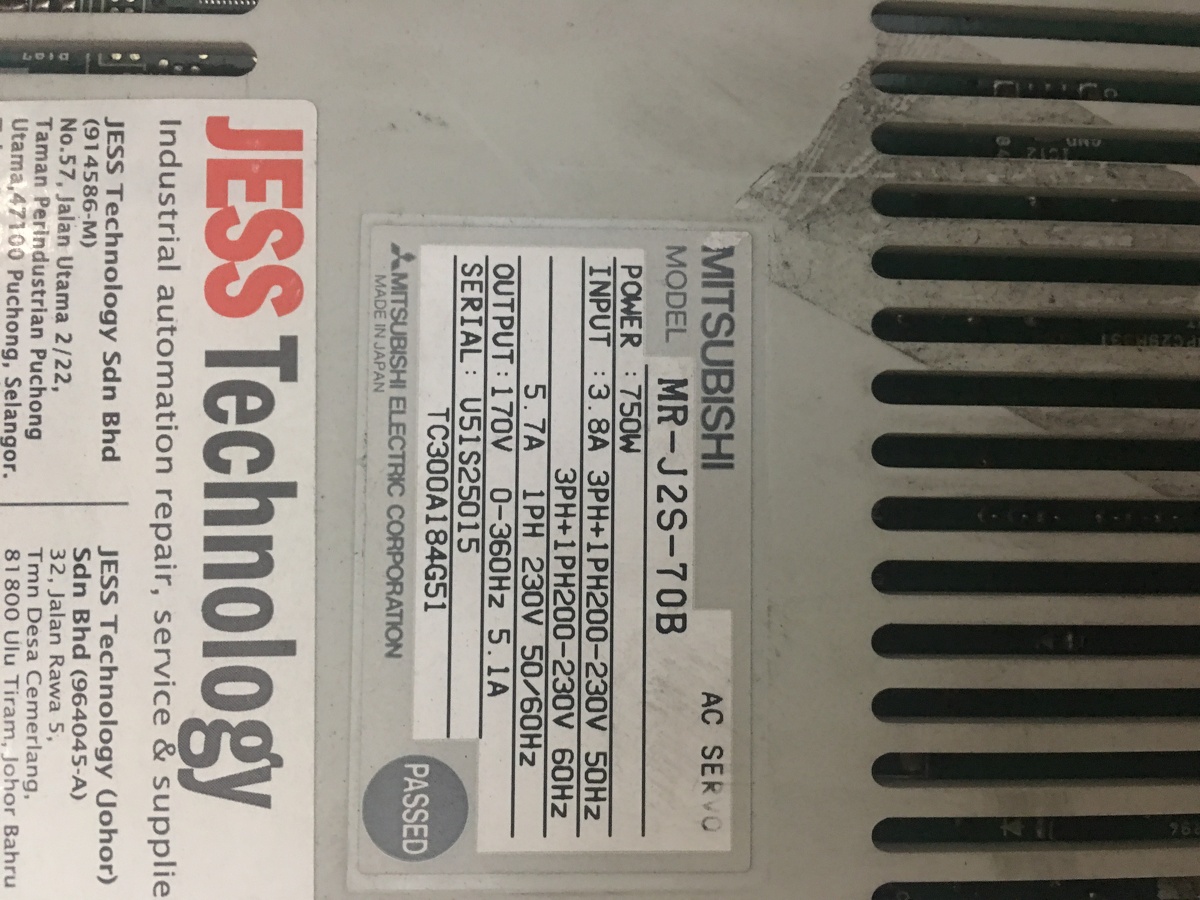 MITSUBISHI
AC SERVO
MODEL MR-J2S-70B
POWER : 750W
INPUT : 3.8A 3PH+1PH200-230V 50Hz
3PH+1PH200-230V 60Hz
5.7A 1PH 230V 50/60Hz
OUTPUT: 170V 0-360Hz 5.1A
SERIAL: U51S25015
TC300A184G51
MITSUBISHI ELECTRIC CORPORATION
MADE IN JAPAN
PASSED
JESS Technology
Industrial automation repair, service & supplie
JESS Technology Sdn Bhd
(914586-M)
No.57, Jalan Utama 2/22,
Taman Perindustrian Puchong
Utama,47100 Puchong, Selangor.
JESS Technology (Johor)
Sdn Bhd (964045-A)
32, Jalan Rawa 5,
Tmn Desa Cemerlang,
81800 Ulu Tiram, Johor Bahru